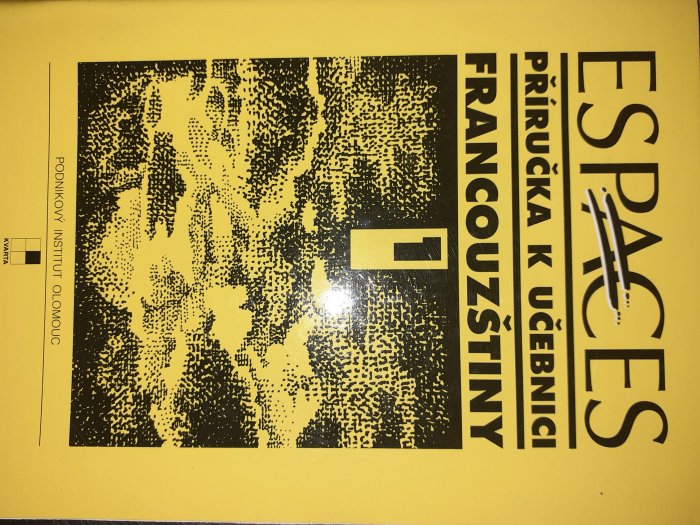 ESPACES
PŘÍRUČKA K UČEBNICI
FRANCOUZŠTINY
1
PODNIKOVÝ INSTITUT OLOMOUC
KVARTA